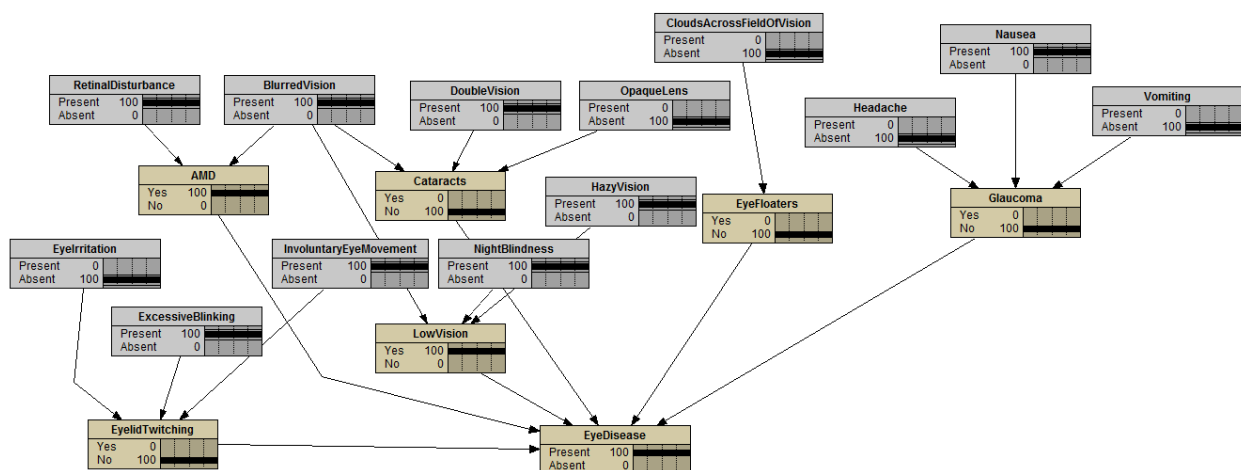 CloudsAcrossFieldOfVision
Present 0
Absent 100
Nausea
Present 100
Absent 0
RetinalDisturbance
Present 100
Absent 0
BlurredVision
Present 100
Absent 0
DoubleVision
Present 100
Absent 0
OpaqueLens
Present 0
Absent 100
Headache
Present 0
Absent 100
Vomiting
Present 0
Absent 100
AMD
Yes 100
No 0
Cataracts
Yes 0
No 100
HazyVision
Present 100
Absent 0
EyeFloaters
Yes 0
No 100
Glaucoma
Yes 0
No 100
EyeIrritation
Present 0
Absent 100
InvoluntaryEyeMovement
Present 100
Absent 0
NightBlindness
Present 100
Absent 0
ExcessiveBlinking
Present 100
Absent 0
LowVision
Yes 100
No 0
EyelidTwitching
Yes 0
No 100
EyeDisease
Present 100
Absent 0